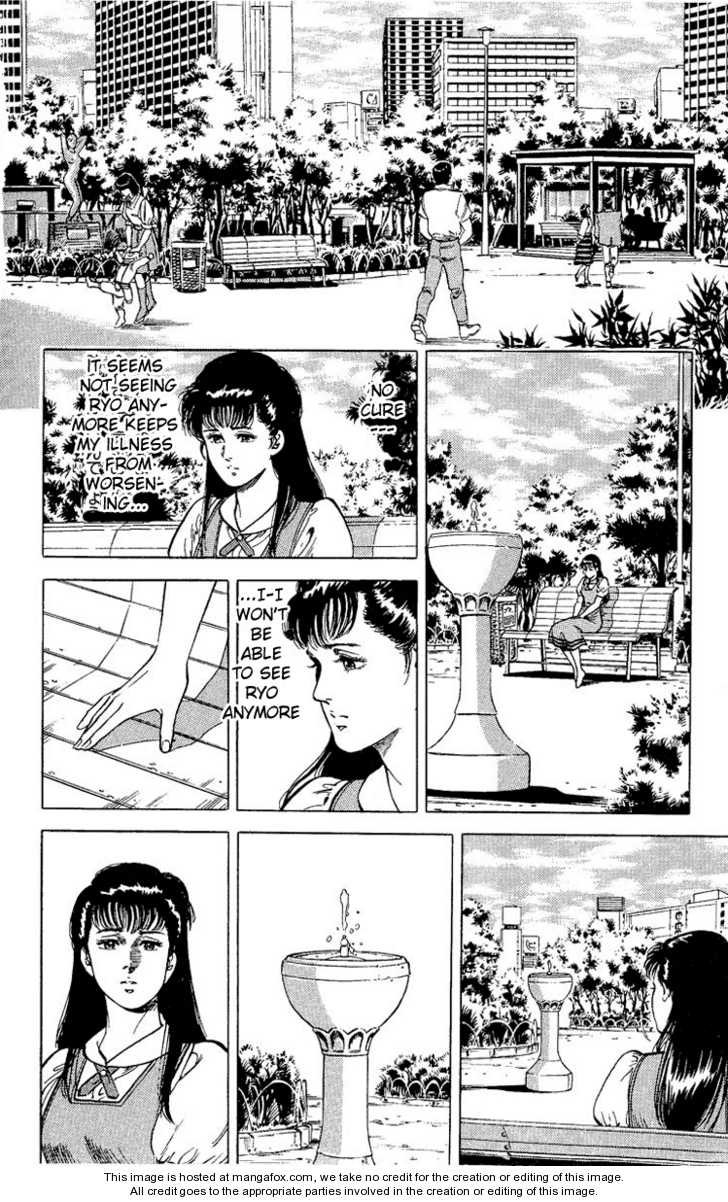 NO
CURE
---
IT SEEMS
NOT SEEING
RYO ANY-
MORE KEEPS
MY ILLNESS
FROM
WORSEN-
ING...
...I-I
WON'T
BE
ABLE
TO SEE
RYO
ANYMORE
This image is hosted at mangafox.com, we take no credit for the creation or editing of this image.
All credit goes to the appropriate parties involved in the creation or editing of this image.